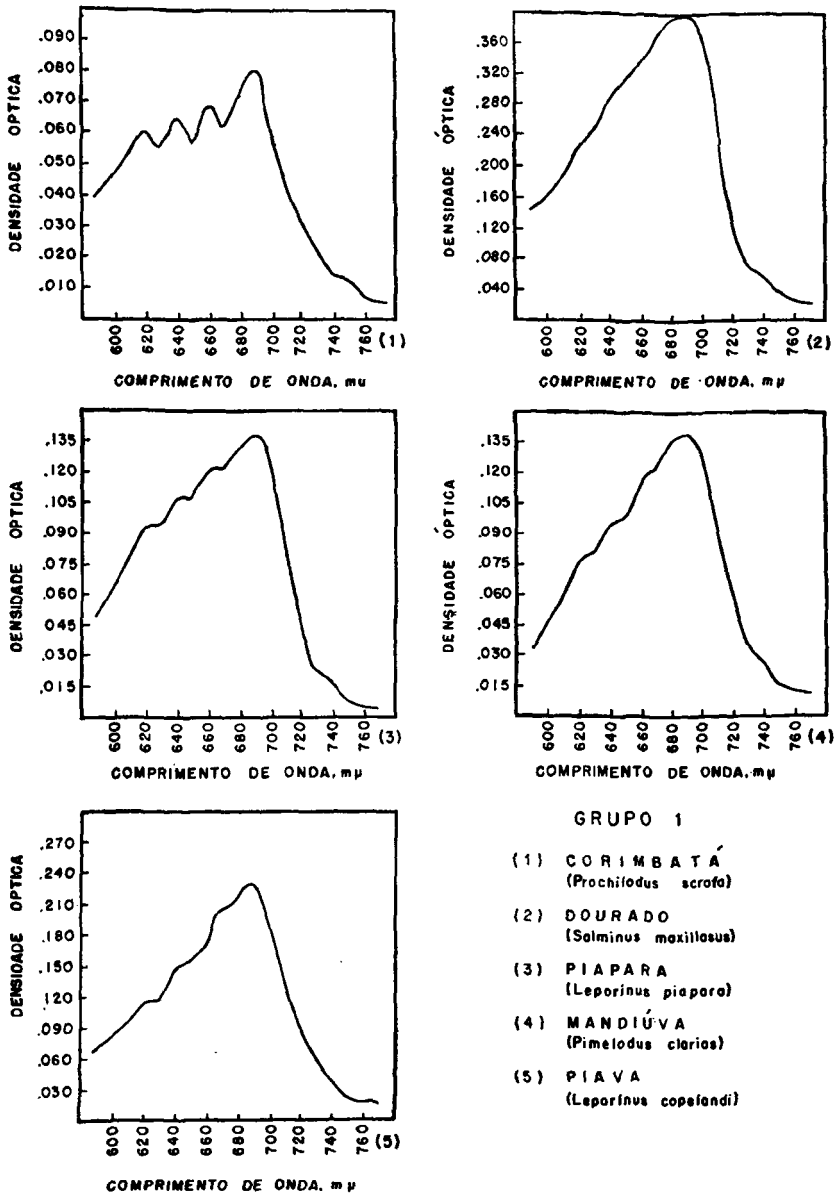 .090
.080
.070
.060
.050
.040
.030
.020
.010
DENSIDADE OPTICA
600 620 640 660 680 700 720 740 760 (1)
COMPRIMENTO DE ONDA. mu
.360
.320
.280
.240
.200
.160
.120
.080
.040
DENSIDADE ÓPTICA
600 620 640 660 680 700 720 740 760 (2)
COMPRIMENTO DE ONDA, mµ
.135
.120
.105
.090
.075
.060
.045
.030
.015
DENSIDADE OPTICA
600 620 640 660 680 700 720 740 760 (3)
COMPRIMENTO DE ONDA, mµ
.135
.120
.105
.090
.075
.060
.045
.030
.015
DENSIDADE ÓPTICA
600 620 640 660 680 700 720 740 760 (4)
COMPRIMENTO DE ONDA, mµ
.270
.240
.210
.180
.150
.120
.090
.060
.030
DENSIDADE OPTICA
600 620 640 660 680 700 720 740 760 (5)
COMPRIMENTO DE ONDA. mµ
GRUPO 1
(1) CORIMBATÁ
(Prochilodus scrofa)
(2) DOURADO
(Salminus maxillosus)
(3) PIAPARA
(Leporinus piapara)
(4) MANDIÚVA
(Pimelodus clarias)
(5) PIAVA
(Leporinus copelandi)